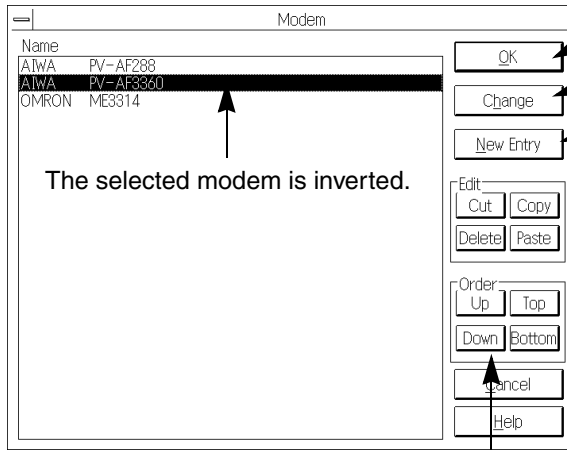 Modem
Name
AIWA PV-AF288
AIWA PV-AF3360
OMRON ME3314
The selected modem is inverted.
OK
Change
New Entry
Edit
Cut Copy
Delete Paste
Order
Up Top
Down Bottom
Cancel
Help